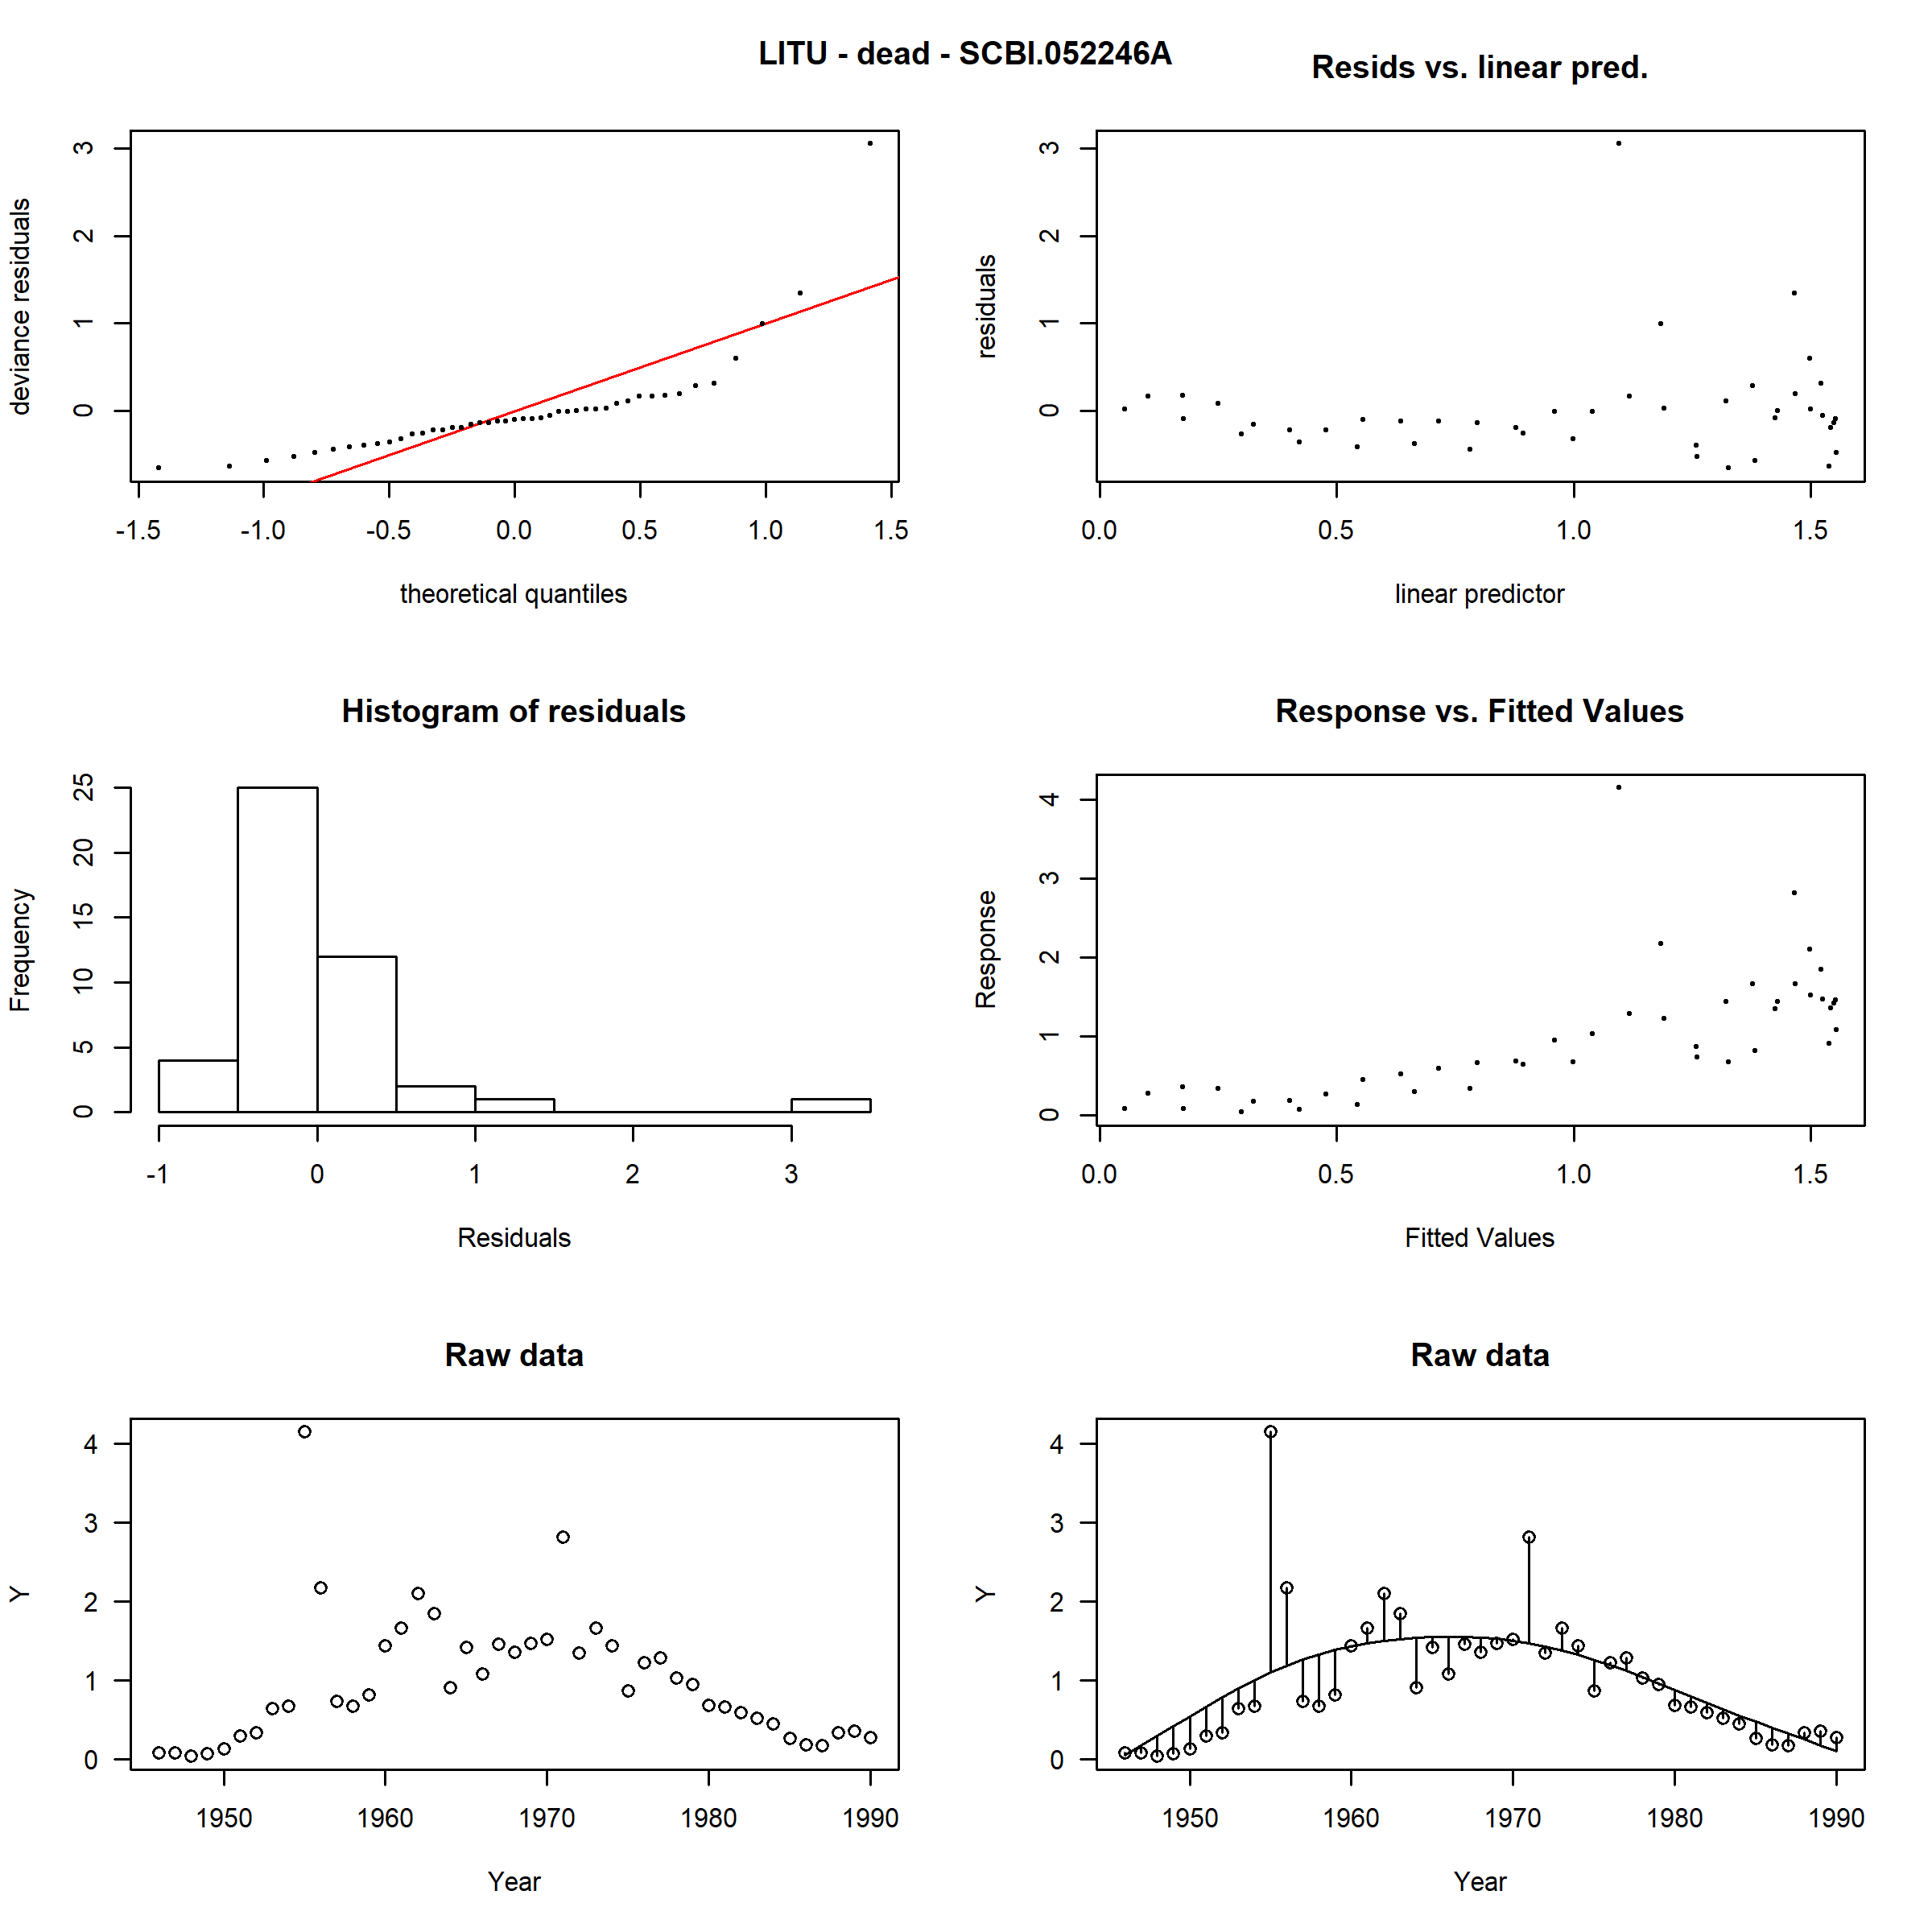 LITU - dead - SCBI.052246A
Resids vs. linear pred.
3
2
1
0
deviance residuals
-1.5 -1.0 -0.5 0.0 0.5 1.0 1.5
theoretical quantiles
3
2
1
0
residuals
0.0 0.5 1.0 1.5
linear predictor
Histogram of residuals
25
20
15
10
5
0
Frequency
-1 0 1 2 3
Residuals
Response vs. Fitted Values
4
3
2
1
0
Response
0.0 0.5 1.0 1.5
Fitted Values
Raw data
4
3
2
1
0
Y
1950 1960 1970 1980 1990
Year
Raw data
4
3
2
1
0
Y
1950 1960 1970 1980 1990
Year